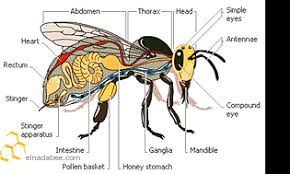 Abdomen
Thorax
Head
Simple
eyes
Heart
Antennae
Rectum
Stinger
Compound
eye
Stinger
apparatus
Intestine
Ganglia
Mandible
Pollen basket
Honey stomach
elnadabee.com